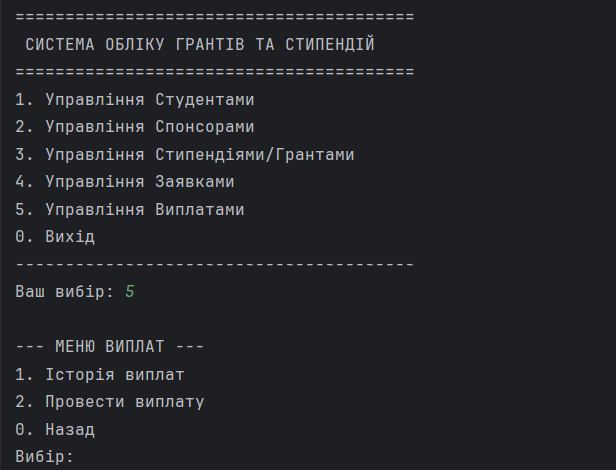 ========================================
СИСТЕМА ОБЛІКУ ГРАНТІВ ТА СТИПЕНДІЙ
========================================
1. Управління Студентами
2. Управління Спонсорами
3. Управління Стипендіями/Грантами
4. Управління Заявками
5. Управління Виплатами
0. Вихід
----------------------------------------
Ваш вибір: 5
--- МЕНЮ ВИПЛАТ ---
1. Історія виплат
2. Провести виплату
0. Назад
Вибір: